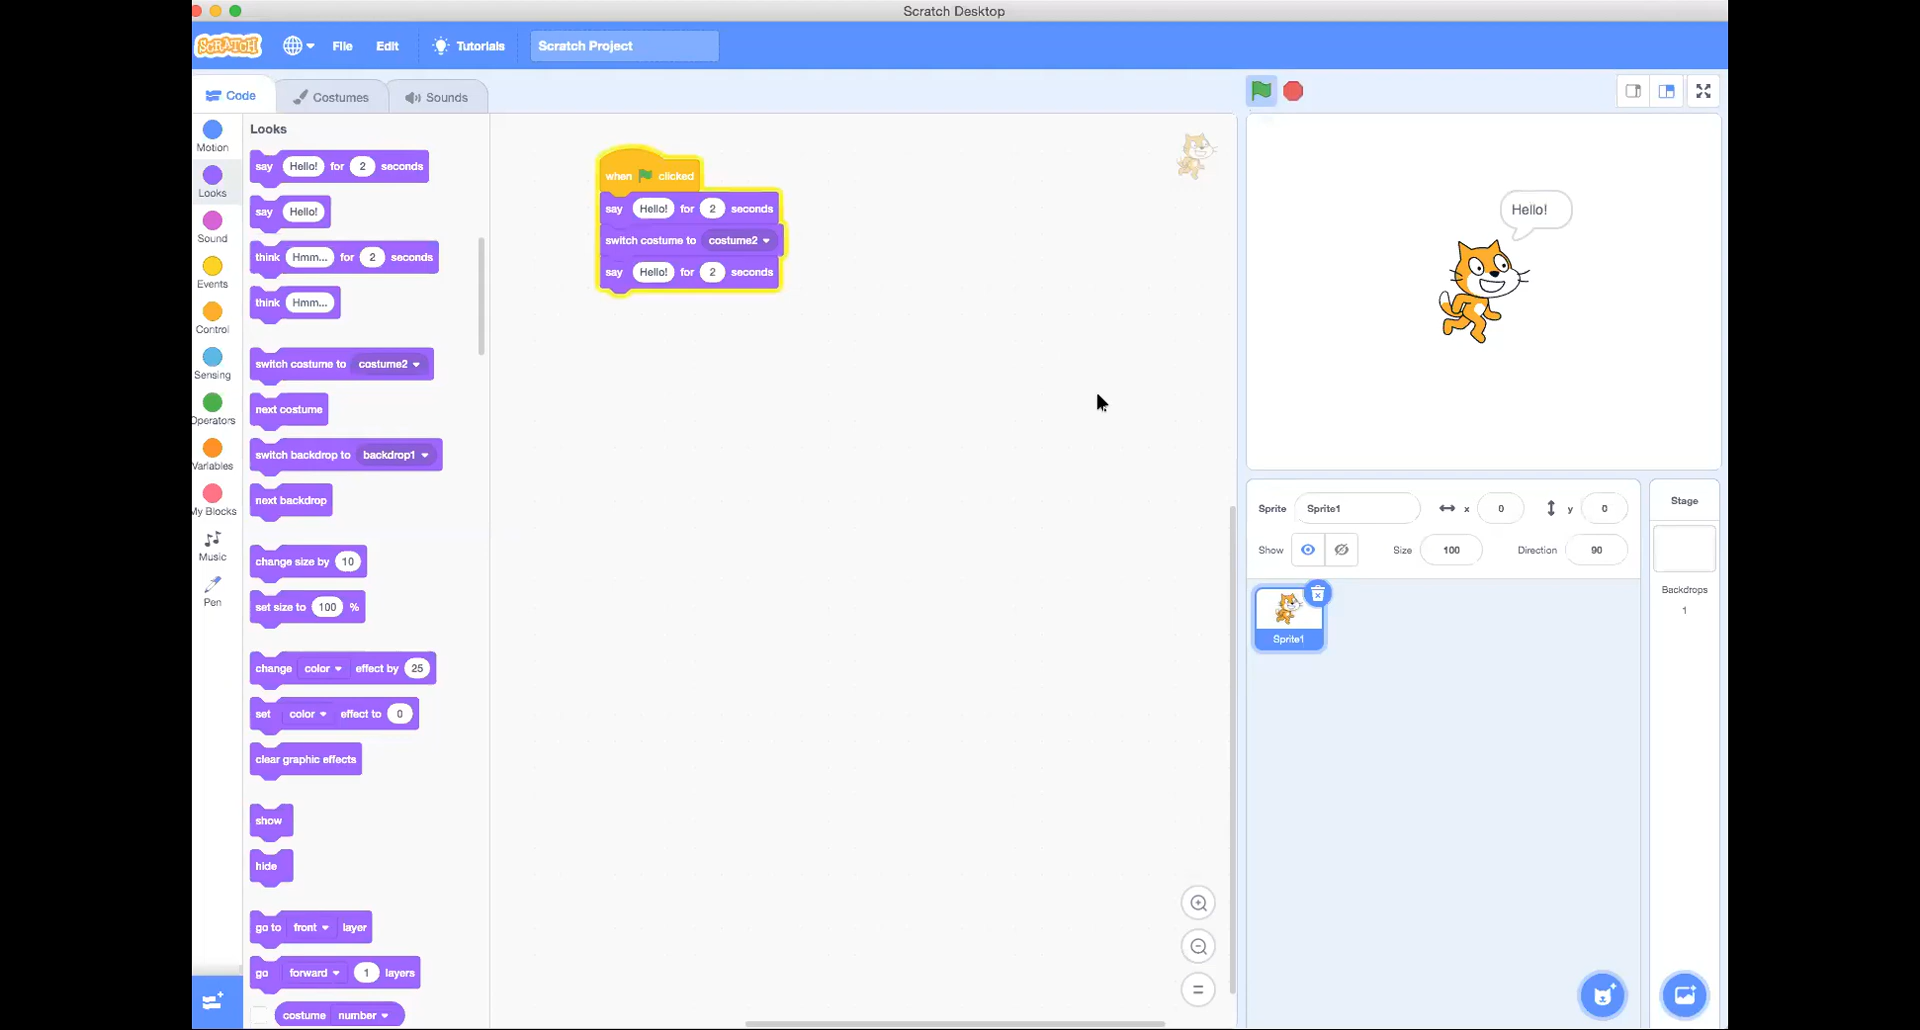 Scratch Desktop
SCRATCH
File
Edit
Tutorials
Scratch Project
Code
Costumes
Sounds
Motion
Looks
Sound
Events
Control
Sensing
Operators
Variables
My Blocks
Music
Pen
Looks
say Hello! for 2 seconds
say Hello!
think Hmm... for 2 seconds
think Hmm...
switch costume to costume2
next costume
switch backdrop to backdrop1
next backdrop
change size by 10
set size to 100 %
change color effect by 25
set color effect to 0
clear graphic effects
show
hide
go to front layer
go forward 1 layers
costume number
when clicked
say Hello! for 2 seconds
switch costume to costume2
say Hello! for 2 seconds
Hello!
Sprite Sprite1 x 0 y 0
Show Size 100 Direction 90
Sprite1
Stage
Backdrops
1